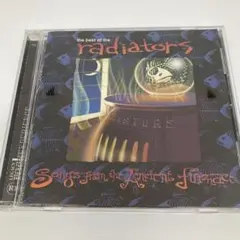 the best of the
radiators
Songs from the Ancient Furnace